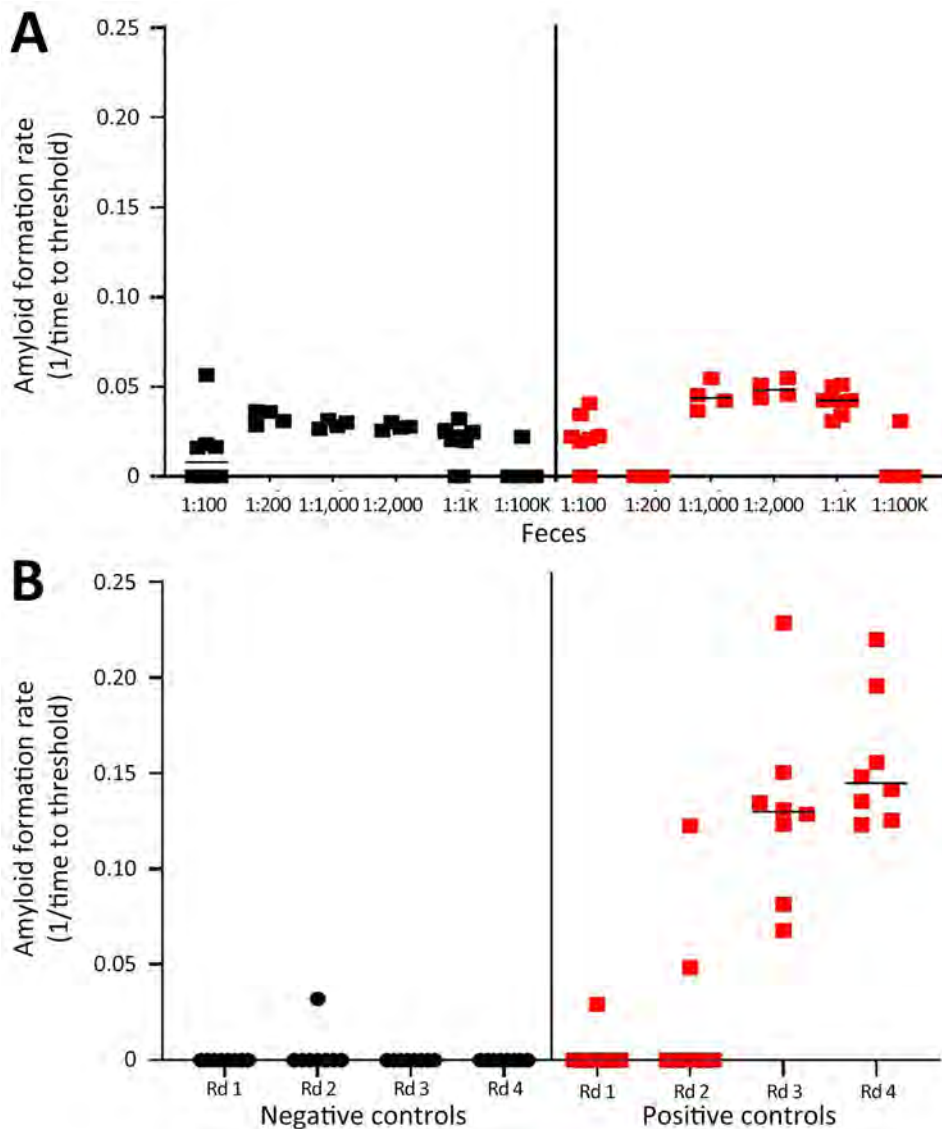 A
Amyloid formation rate
(1/time to threshold)
0.25
0.20
0.15
0.10
0.05
0
1:100 1:200 1:1,000 1:2,000 1:1K 1:100K 1:100 1:200 1:1,000 1:2,000 1:1K 1:100K
Feces
B
Amyloid formation rate
(1/time to threshold)
0.25
0.20
0.15
0.10
0.05
0
Rd 1 Rd 2 Rd 3 Rd 4 Rd 1 Rd 2 Rd 3 Rd 4
Negative controls Positive controls